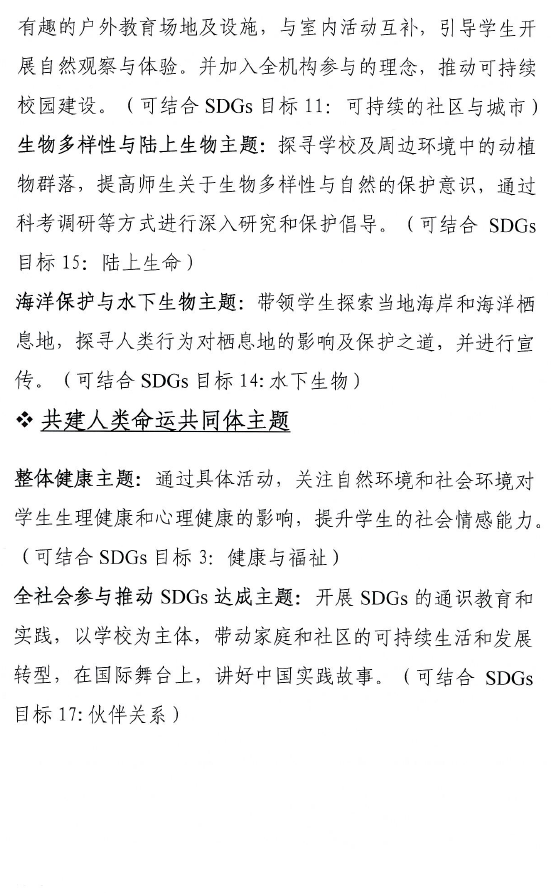 有趣的户外教育场地及设施，与室内活动互补，引导学生开
展自然观察与体验。并加入全机构参与的理念，推动可持续
校园建设。（可结合 SDGs 目标 11：可持续的社区与城市）
生物多样性与陆上生物主题：探寻学校及周边环境中的动植
物群落，提高师生关于生物多样性与自然的保护意识，通过
科考调研等方式进行深入研究和保护倡导。（可结合 SDGs
目标 15：陆上生命）
海洋保护与水下生物主题：带领学生探索当地海岸和海洋栖
息地，探寻人类行为对栖息地的影响及保护之道，并进行宣
传。（可结合 SDGs 目标 14：水下生物）
❖ 共建人类命运共同体主题
整体健康主题：通过具体活动，关注自然环境和社会环境对
学生生理健康和心理健康的影响，提升学生的社会情感能力。
（可结合 SDGs 目标 3：健康与福祉）
全社会参与推动 SDGs 达成主题：开展 SDGs 的通识教育和
实践，以学校为主体，带动家庭和社区的可持续生活和发展
转型，在国际舞台上，讲好中国实践故事。（可结合 SDGs
目标 17：伙伴关系）